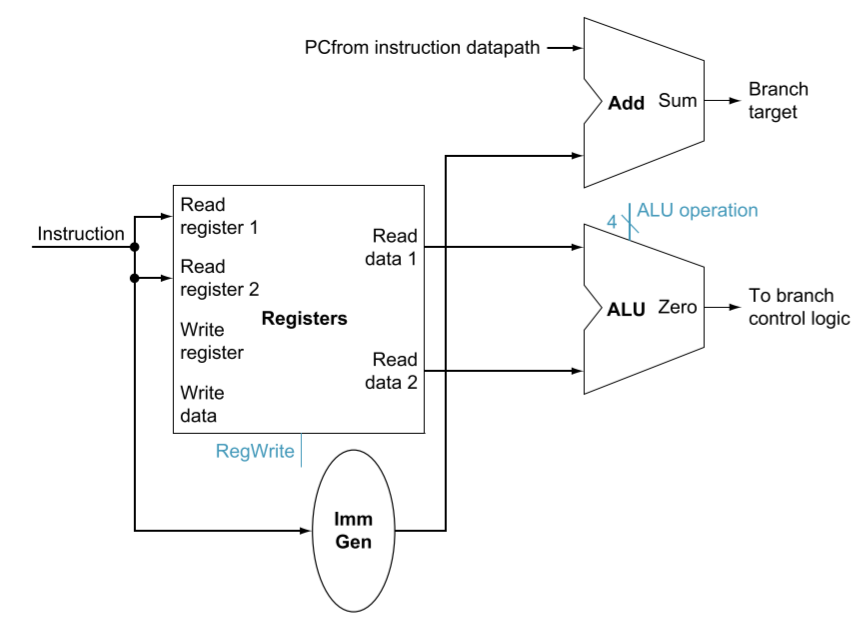 PCfrom instruction datapath
Add Sum
Branch
target
Instruction
Read
register 1
Read
register 2
Write
register
Write
data
Registers
Read
data 1
Read
data 2
RegWrite
4
ALU operation
ALU Zero
To branch
control logic
Imm
Gen